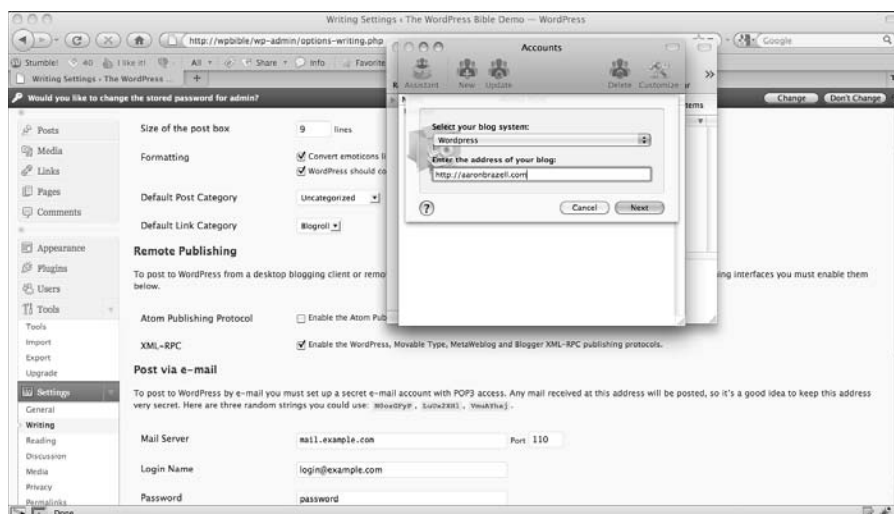 Writing Settings ‹ The WordPress Bible Demo — WordPress
http://wpbible/wp-admin/options-writing.php
Google
Stumble! 40 I like it! All Share Info Favorite
Writing Settings ‹ The WordPress ...
Would you like to change the stored password for admin?
Change Don't Change
Accounts
Assistant New Update Delete Customize
Select your blog system:
Wordpress
Enter the address of your blog:
http://aaronbrazell.com
Cancel Next
Posts
Media
Links
Pages
Comments
Appearance
Plugins
Users
Tools
Tools
Import
Export
Upgrade
Settings
General
Writing
Reading
Discussion
Media
Privacy
Permalinks
Size of the post box 9 lines
Formatting Convert emoticons li
WordPress should co
Default Post Category Uncategorized
Default Link Category Blogroll
Remote Publishing
To post to WordPress from a desktop blogging client or remo ing interfaces you must enable them
below.
Atom Publishing Protocol Enable the Atom Pub
XML-RPC Enable the WordPress, Movable Type, MetaWeblog and Blogger XML-RPC publishing protocols.
Post via e-mail
To post to WordPress by e-mail you must set up a secret e-mail account with POP3 access. Any mail received at this address will be posted, so it's a good idea to keep this address
very secret. Here are three random strings you could use:
Mail Server mail.example.com Port 110
Login Name login@example.com
Password password
Done